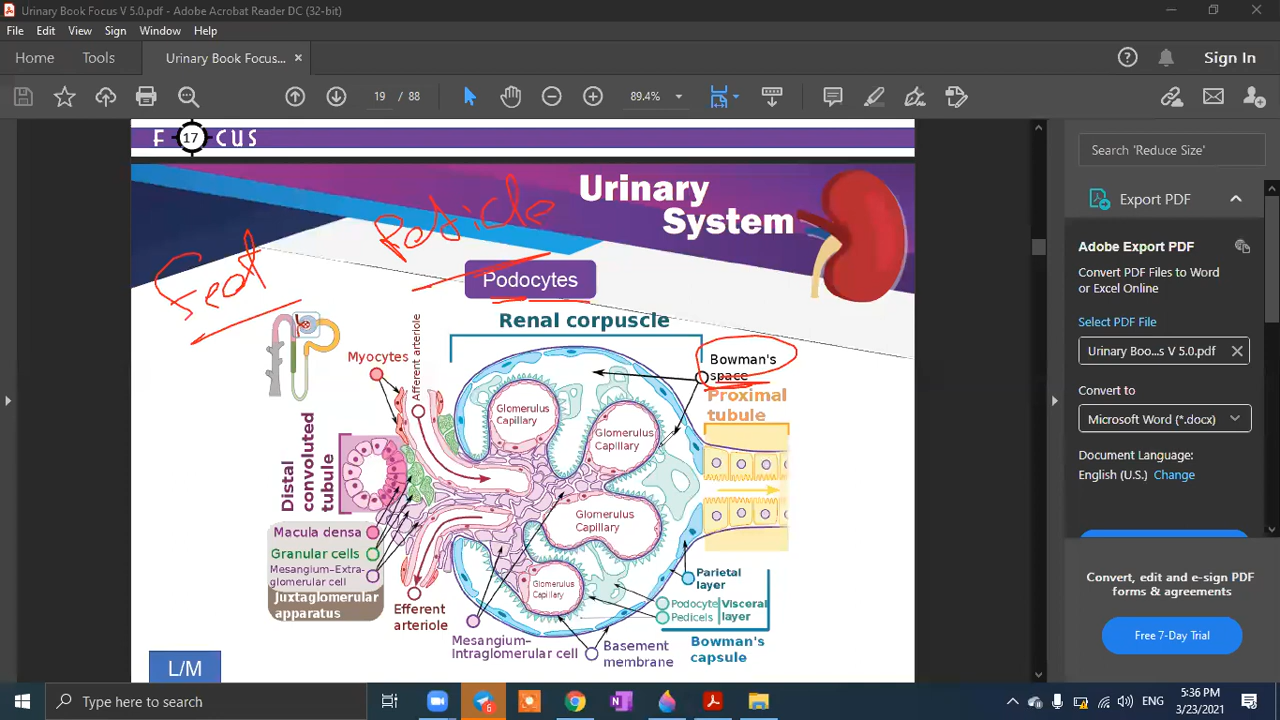 Urinary Book Focus V 5.0.pdf - Adobe Acrobat Reader DC (32-bit)
File Edit View Sign Window Help
Home Tools Urinary Book Focus... × Sign In
19 / 88 89.4%
F 17 CUS
Urinary
System
Search 'Reduce Size'
Export PDF
Adobe Export PDF
Convert PDF Files to Word
or Excel Online
Select PDF File
Urinary Boo...s V 5.0.pdf
Convert to
Microsoft Word (*.docx)
Document Language:
English (U.S.) Change
Convert, edit and e-sign PDF
forms & agreements
Free 7-Day Trial
Podocytes
Renal corpuscle
Myocytes
Afferent arteriole
Bowman's
space
Proximal
tubule
Glomerulus
Capillary
Glomerulus
Capillary
Glomerulus
Capillary
Glomerulus
Capillary
Distal
convoluted
tubule
Macula densa
Granular cells
Mesangium–Extra-
glomerular cell
Juxtaglomerular
apparatus
Efferent
arteriole
Mesangium–
Intraglomerular cell
Basement
membrane
Parietal
layer
Podocyte
Pedicels
Visceral
layer
Bowman's
capsule
L/M
Type here to search
6
ENG
5:36 PM
3/23/2021